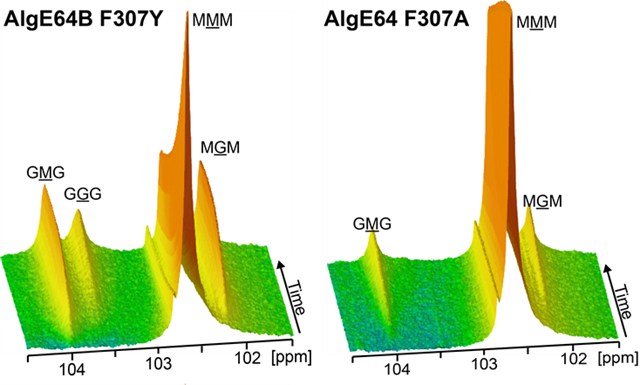 AlgE64B F307Y
MMM
GMG
GGG
MGM
Time
104
103
102
[ppm]
AlgE64 F307A
MMM
GMG
MGM
Time
104
103
102
[ppm]